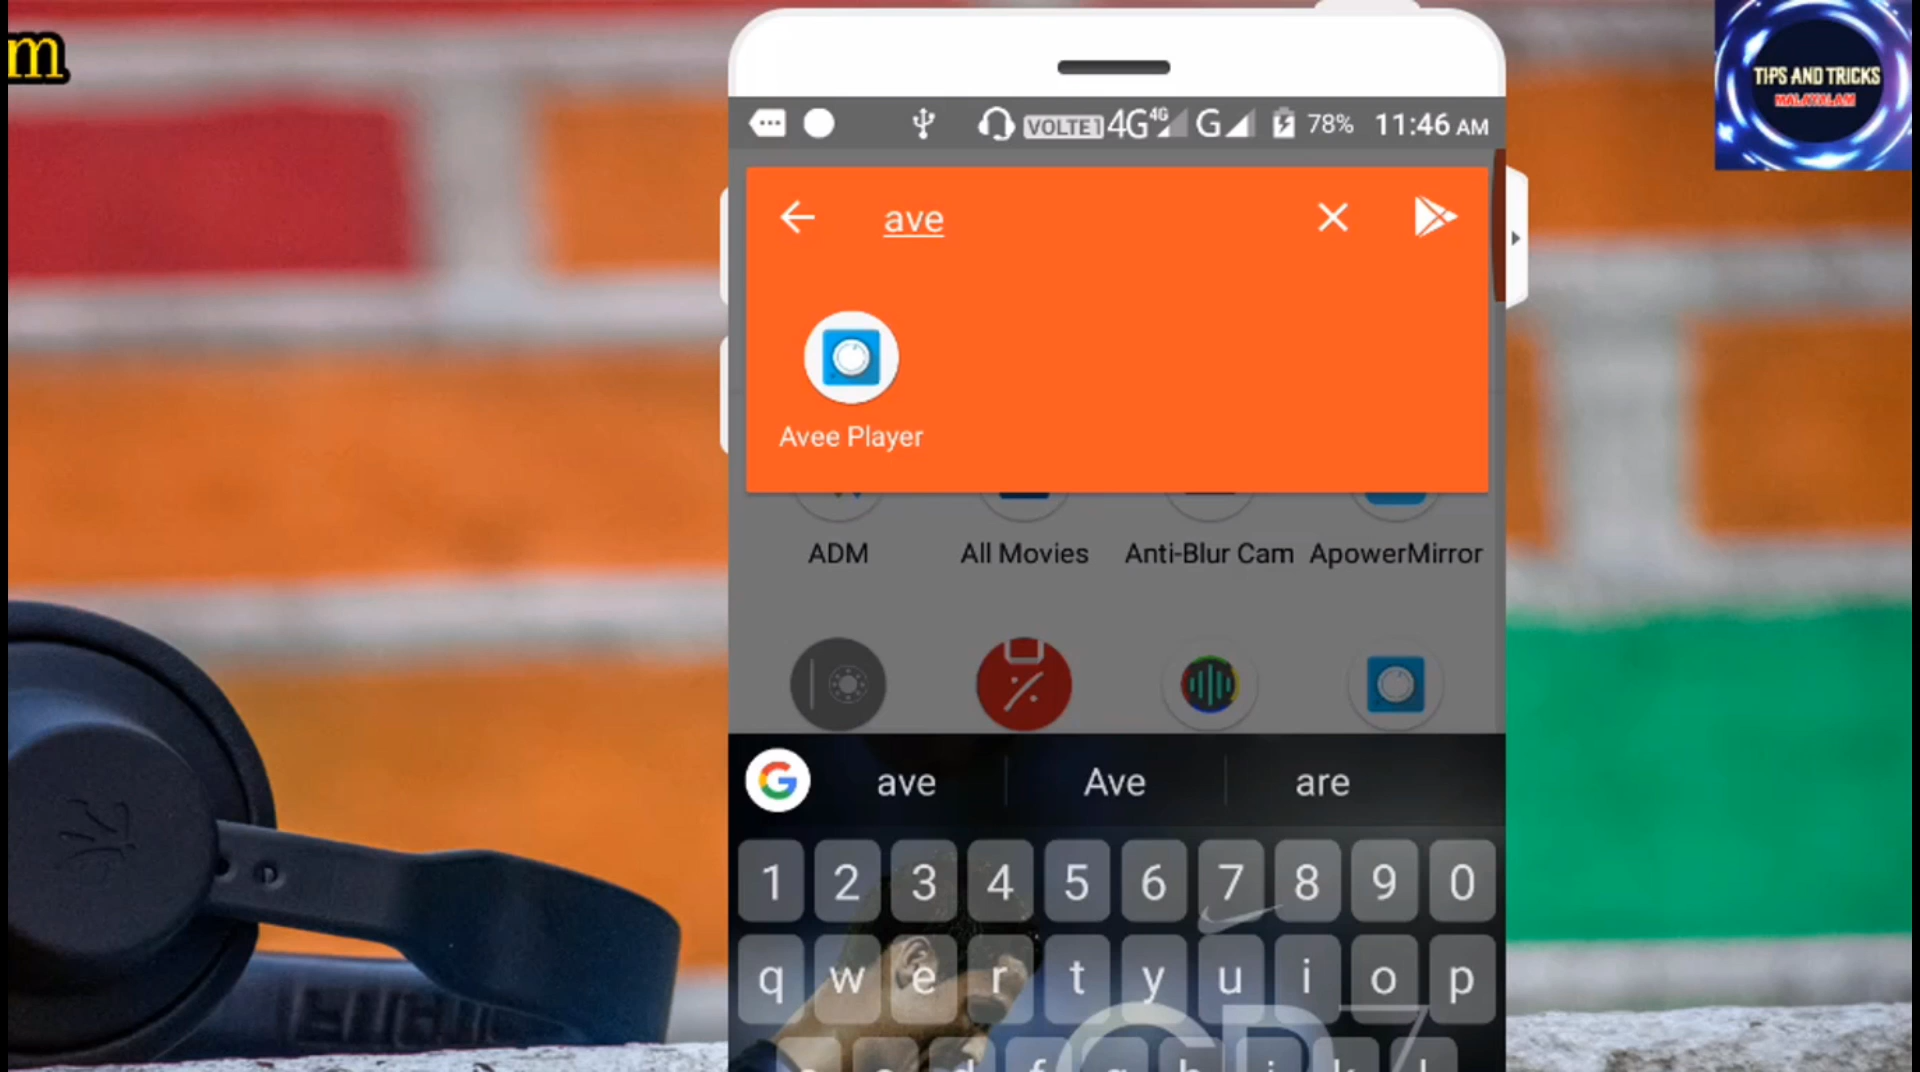 m
TIPS AND TRICKS
MALAYALAM
VOLTE1 4G 4G G 78% 11:46 AM
ave
Avee Player
ADM All Movies Anti-Blur Cam ApowerMirror
ave Ave are
1 2 3 4 5 6 7 8 9 0
q w e r t y u i o p